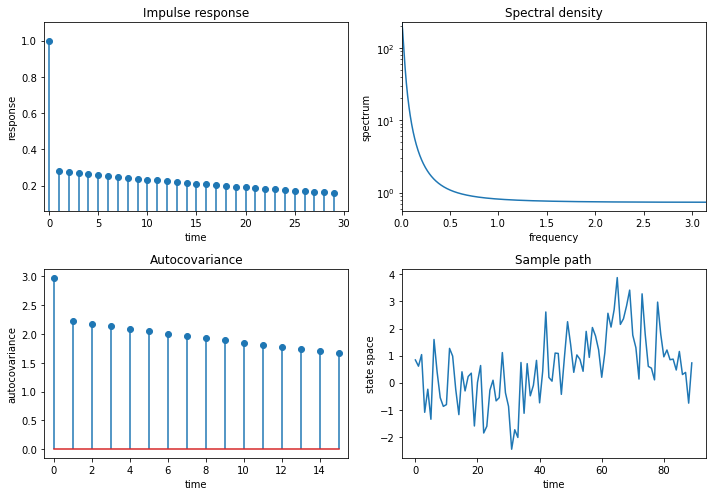 Impulse response
1.0
0.8
0.6
0.4
0.2
response
0 5 10 15 20 25 30
time
Spectral density
10²
10¹
10⁰
spectrum
0.0 0.5 1.0 1.5 2.0 2.5 3.0
frequency
Autocovariance
3.0
2.5
2.0
1.5
1.0
0.5
0.0
autocovariance
0 2 4 6 8 10 12 14
time
Sample path
4
3
2
1
0
−1
−2
state space
0 20 40 60 80
time